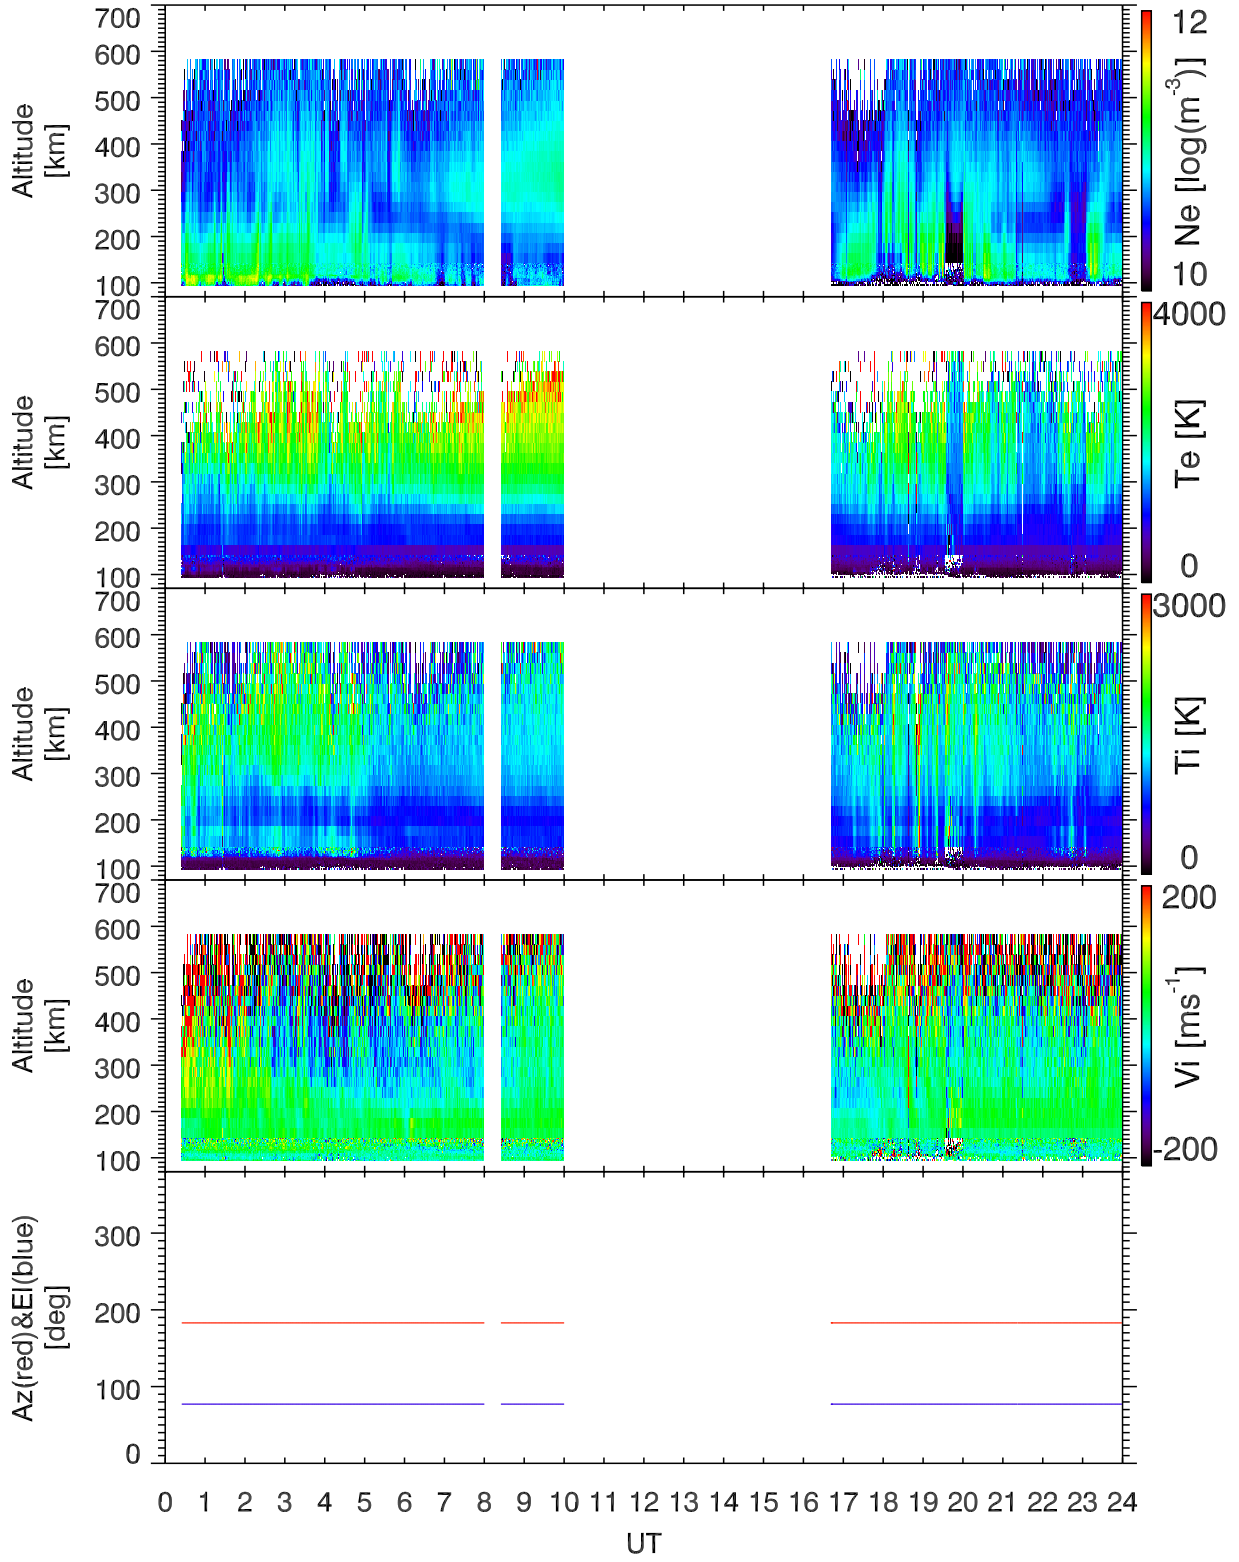 700
600
500
400
300
200
100
Altitude
[km]
12
Ne [log(m⁻³)]
10
700
600
500
400
300
200
100
Altitude
[km]
4000
Te [K]
0
700
600
500
400
300
200
100
Altitude
[km]
3000
Ti [K]
0
700
600
500
400
300
200
100
Altitude
[km]
200
Vi [ms⁻¹]
-200
300
200
100
0
Az(red)&El(blue)
[deg]
0 1 2 3 4 5 6 7 8 9 10 11 12 13 14 15 16 17 18 19 20 21 22 23 24
UT